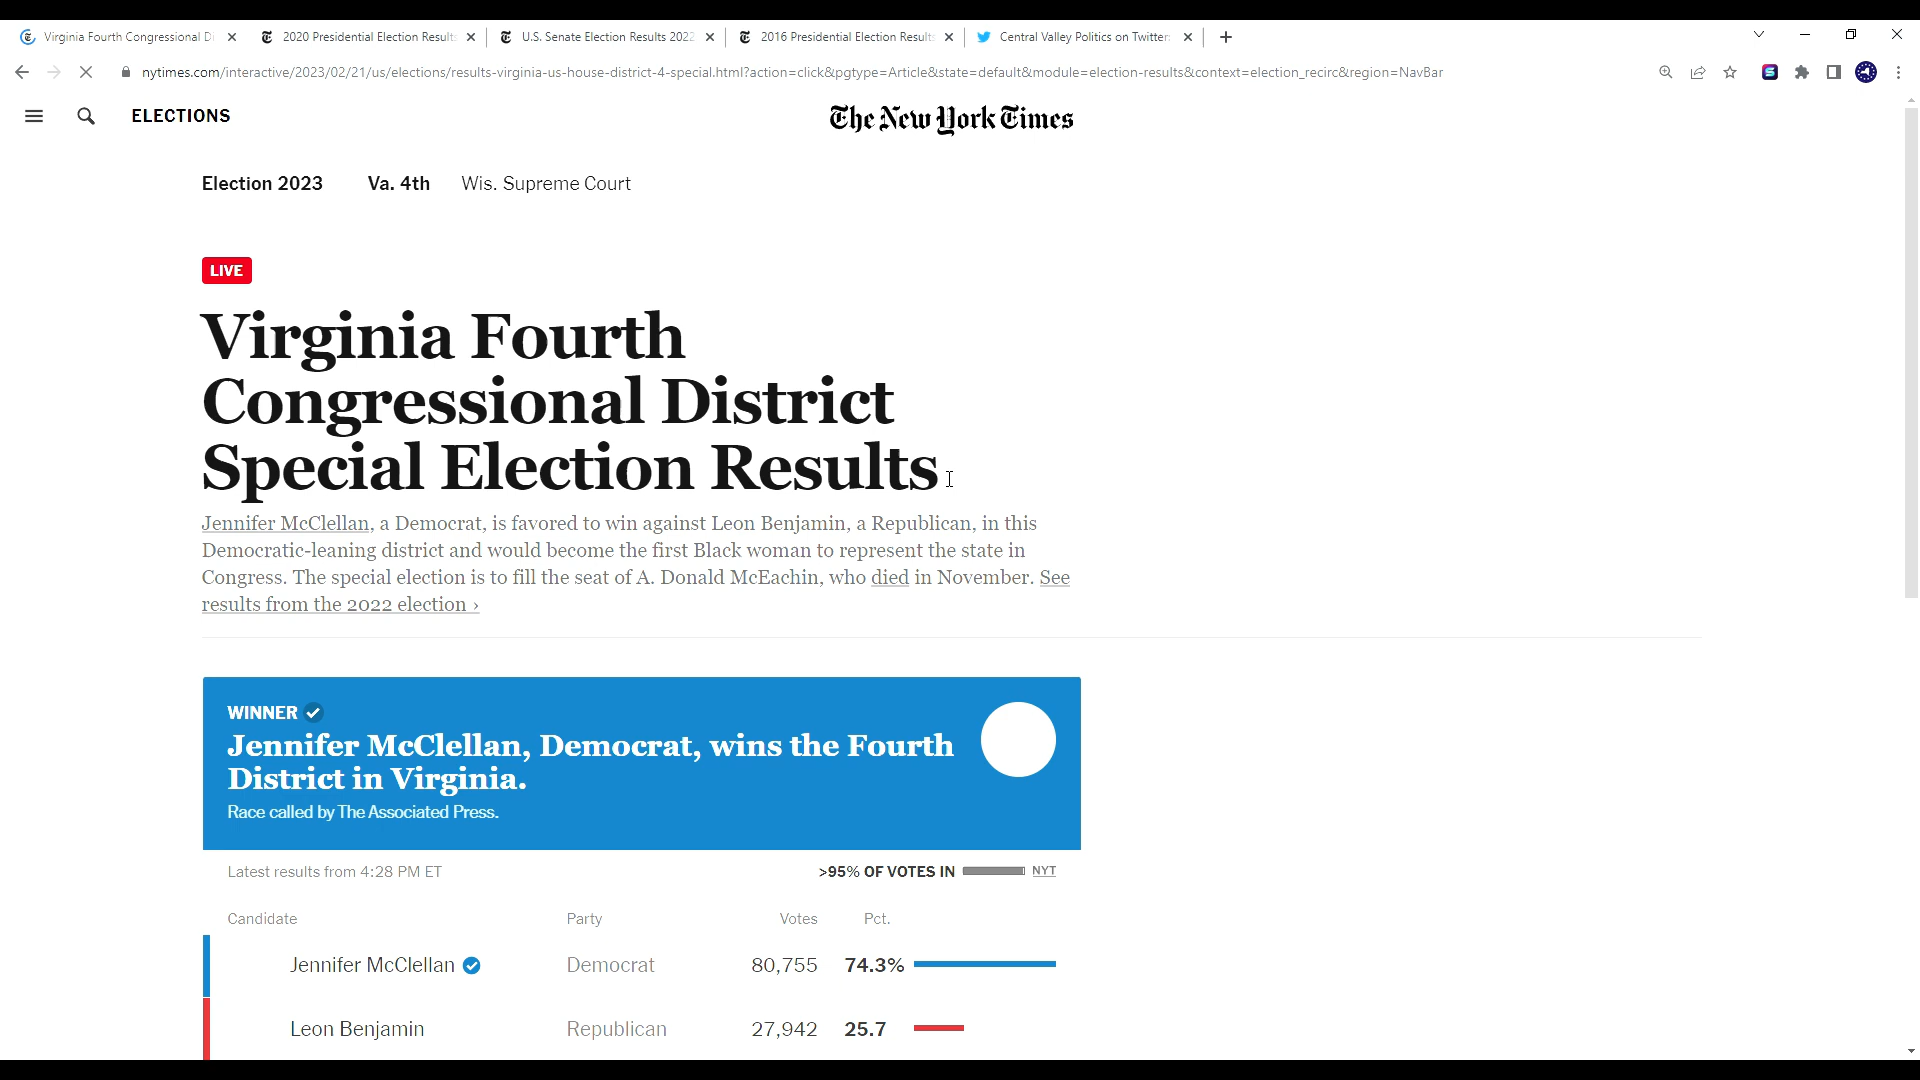 Virginia Fourth Congressional Di
2020 Presidential Election Results
U.S. Senate Election Results 2022
2016 Presidential Election Results
Central Valley Politics on Twitter:
nytimes.com/interactive/2023/02/21/us/elections/results-virginia-us-house-district-4-special.html?action=click&pgtype=Article&state=default&module=election-results&context=election_recirc&region=NavBar
ELECTIONS
The New York Times
Election 2023 Va. 4th Wis. Supreme Court
LIVE
Virginia Fourth
Congressional District
Special Election Results
Jennifer McClellan, a Democrat, is favored to win against Leon Benjamin, a Republican, in this
Democratic-leaning district and would become the first Black woman to represent the state in
Congress. The special election is to fill the seat of A. Donald McEachin, who died in November. See
results from the 2022 election ›
WINNER
Jennifer McClellan, Democrat, wins the Fourth
District in Virginia.
Race called by The Associated Press.
Latest results from 4:28 PM ET >95% OF VOTES IN NYT
Candidate Party Votes Pct.
Jennifer McClellan Democrat 80,755 74.3%
Leon Benjamin Republican 27,942 25.7